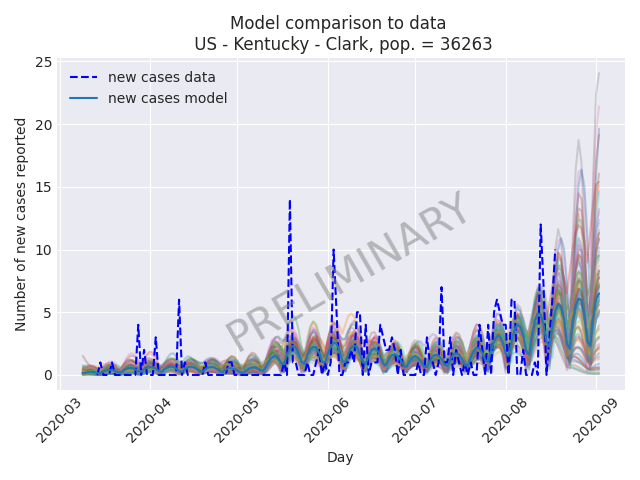 Model comparison to data
US - Kentucky - Clark, pop. = 36263
new cases data
new cases model
PRELIMINARY
Number of new cases reported
25
20
15
10
5
0
2020-03
2020-04
2020-05
2020-06
2020-07
2020-08
2020-09
Day